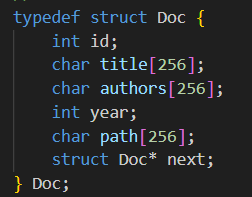 typedef struct Doc {
    int id;
    char title[256];
    char authors[256];
    int year;
    char path[256];
    struct Doc* next;
} Doc;